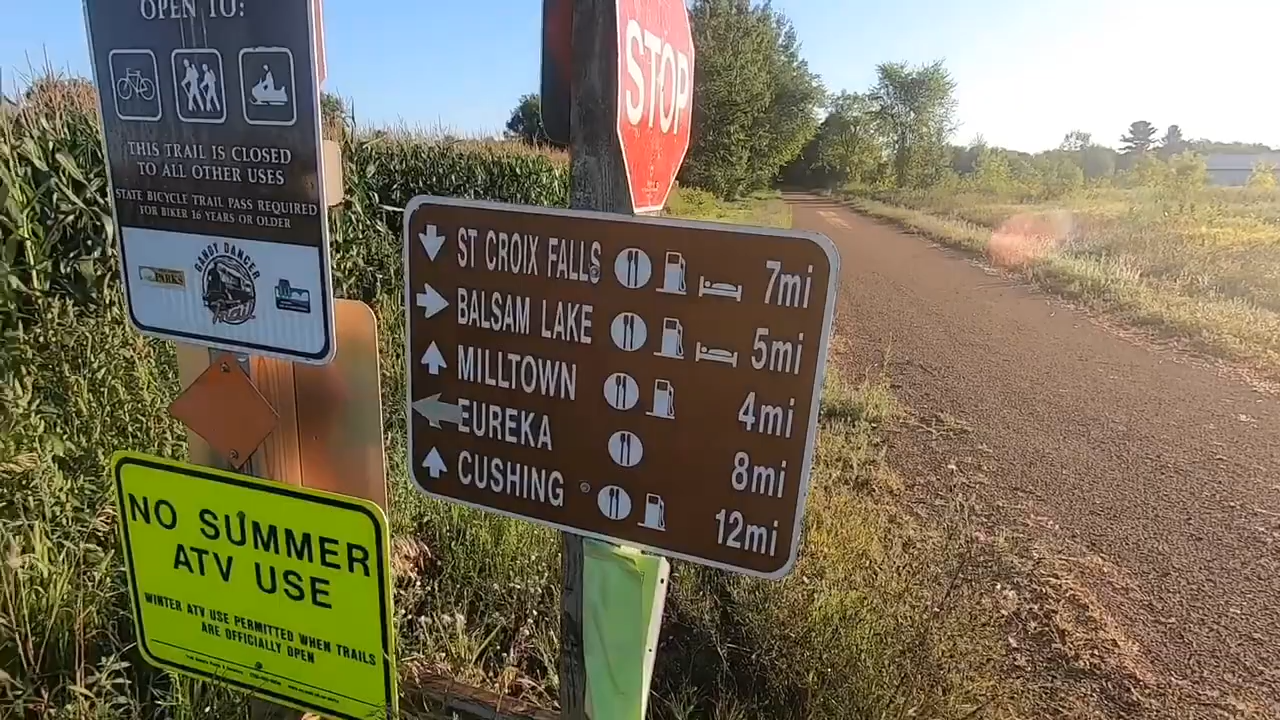 OPEN TO:
THIS TRAIL IS CLOSED
TO ALL OTHER USES
STATE BICYCLE TRAIL PASS REQUIRED
FOR BIKER 16 YEARS OR OLDER
PARKS
GANDY DANCER
Trail
STOP
ST CROIX FALLS 7mi
BALSAM LAKE 5mi
MILLTOWN 4mi
EUREKA 8mi
CUSHING 12mi
NO SUMMER
ATV USE
WINTER ATV USE PERMITTED WHEN TRAILS
ARE OFFICIALLY OPEN